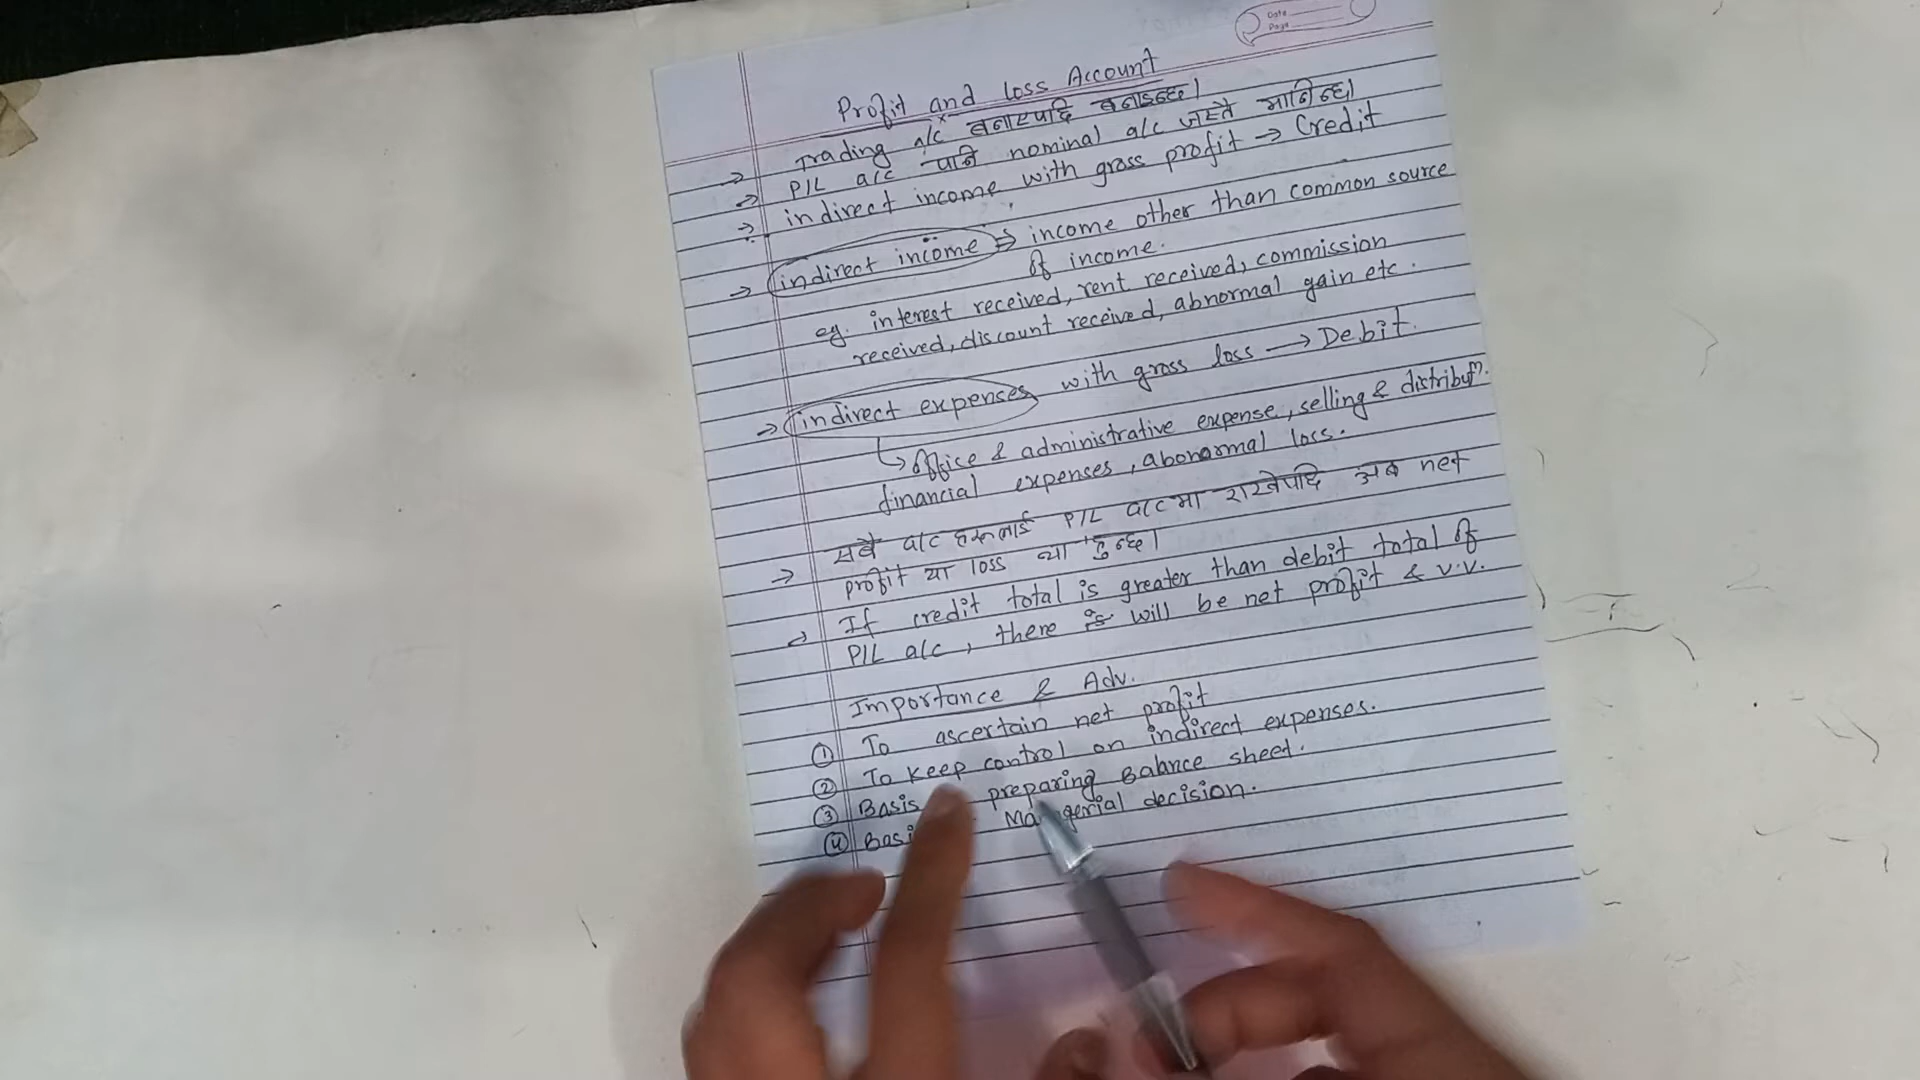 Date
Page
Profit and loss Account
→ Trading a/c बनाएपछि बनाइन्छ।
→ P/L a/c पनि nominal a/c जस्तै मानिन्छ।
→ indirect income with gross profit → Credit
→ indirect income ⇒ income other than common source
of income.
eg. interest received, rent received, commission
received, discount received, abnormal gain etc.
→ indirect expenses with gross loss → Debit.
↳ office & administrative expense, selling & distribut?.
financial expenses, abonormal loss.
→ सबै a/c हरूलाई P/L a/c मा राखेपछि अब net
profit या loss थाहा हुन्छ।
→ If credit total is greater than debit total of
P/L a/c, there is will be net profit & v.v.
Importance & Adv.
① To ascertain net profit
② To keep control on indirect expenses.
③ Basis preparing Balance sheet.
④ Managerial decision.